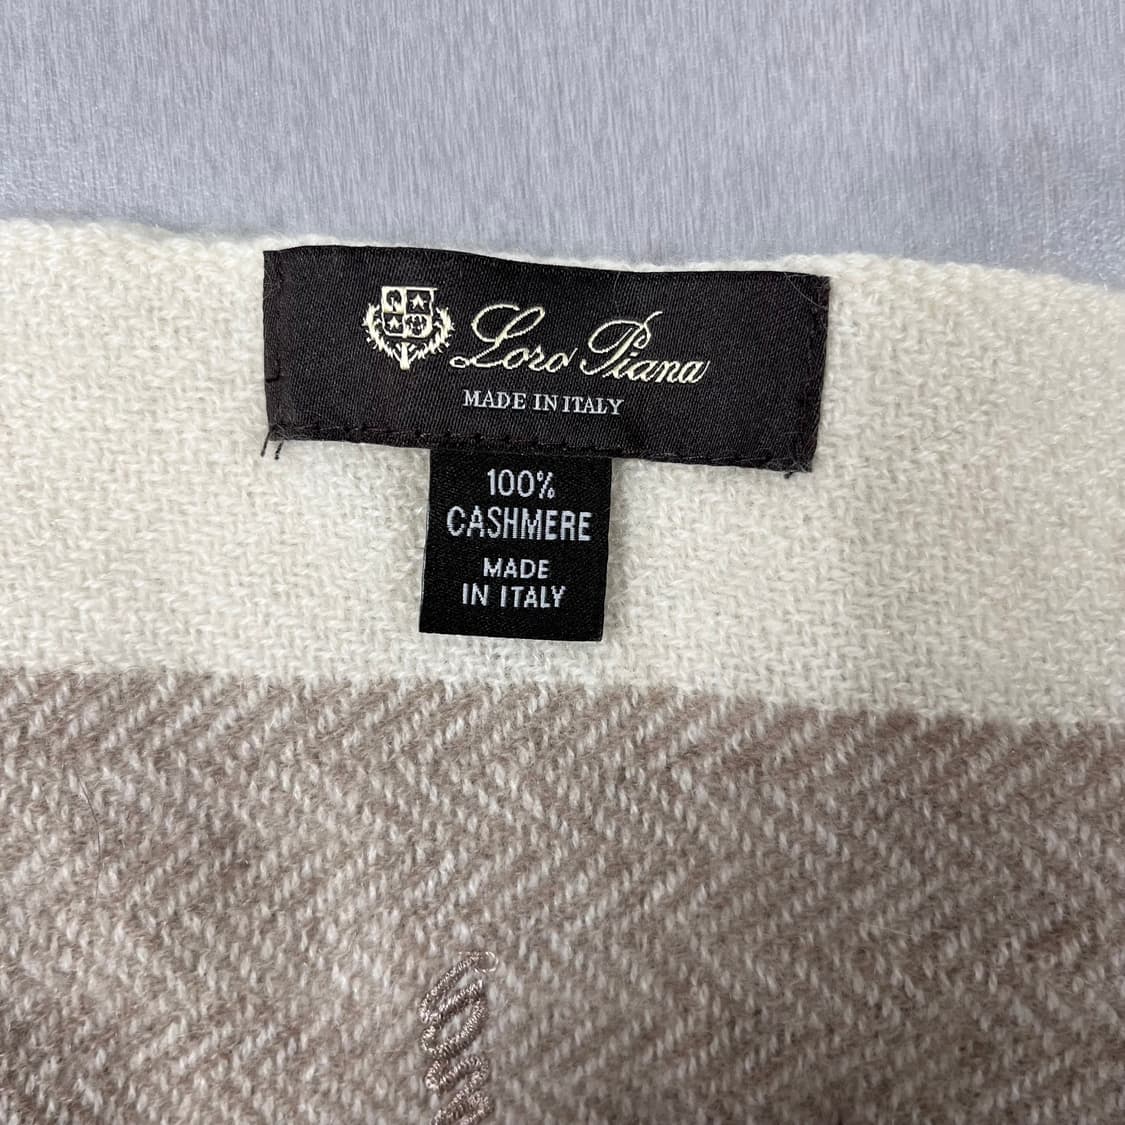 Loro Piana
MADE IN ITALY
100%
CASHMERE
MADE
IN ITALY